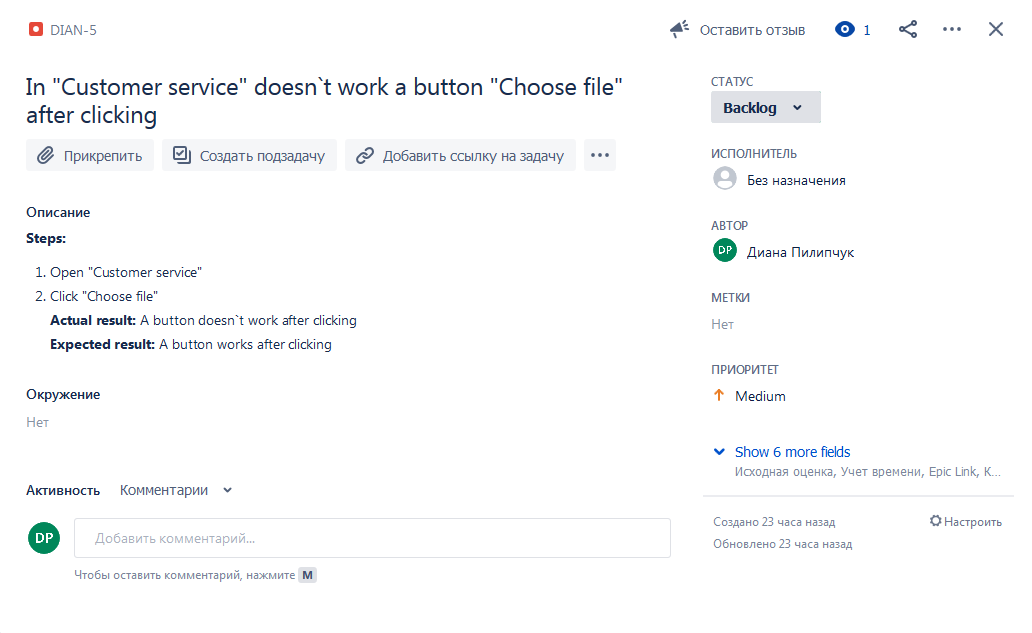 DIAN-5
Оставить отзыв
1
In "Customer service" doesn`t work a button "Choose file"
after clicking
Прикрепить
Создать подзадачу
Добавить ссылку на задачу
Описание
Steps:
1. Open "Customer service"
2. Click "Choose file"
Actual result: A button doesn`t work after clicking
Expected result: A button works after clicking
Окружение
Нет
Активность
Комментарии
DP
Добавить комментарий...
Чтобы оставить комментарий, нажмите M
СТАТУС
Backlog
ИСПОЛНИТЕЛЬ
Без назначения
АВТОР
DP
Диана Пилипчук
МЕТКИ
Нет
ПРИОРИТЕТ
Medium
Show 6 more fields
Исходная оценка, Учет времени, Epic Link, К...
Создано 23 часа назад
Настроить
Обновлено 23 часа назад